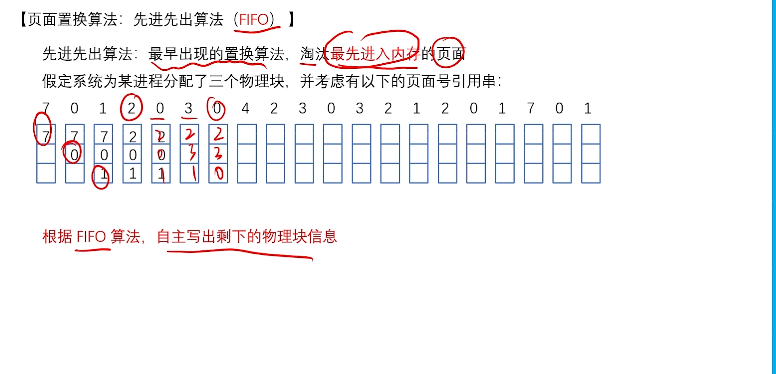 【页面置换算法：先进先出算法（FIFO）】
先进先出算法：最早出现的置换算法，淘汰最先进入内存的页面
假定系统为某进程分配了三个物理块，并考虑有以下的页面号引用串：
7 0 1 2 0 3 0 4 2 3 0 3 2 1 2 0 1 7 0 1
7 7 7 2 2 2 2
0 0 0 0 3 3
1 1 1 1 0
根据 FIFO 算法，自主写出剩下的物理块信息